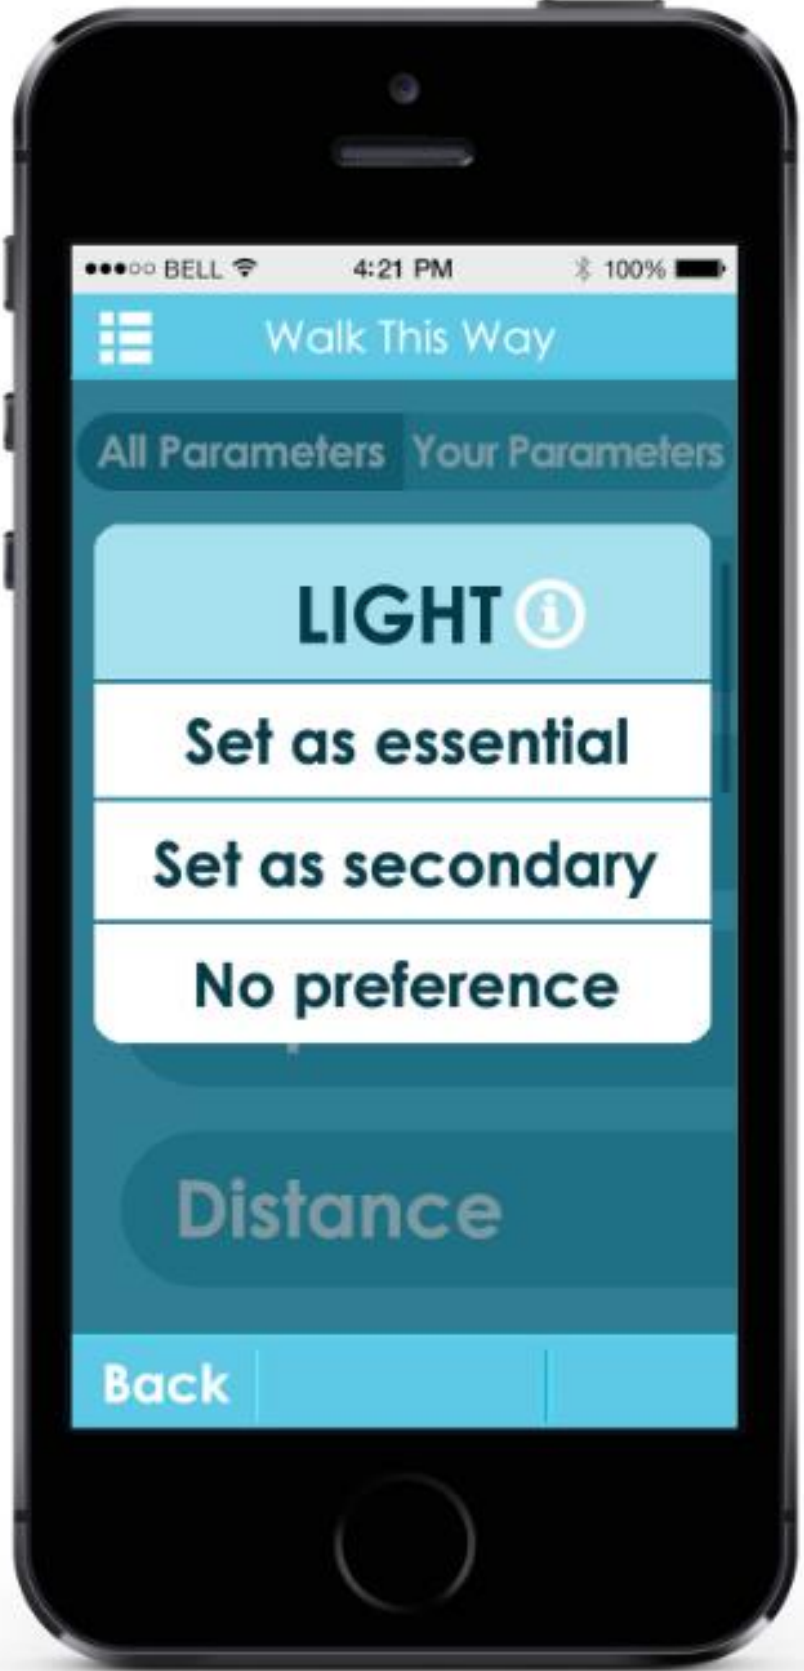 BELL 4:21 PM 100%
Walk This Way
All Parameters Your Parameters
LIGHT i
Set as essential
Set as secondary
No preference
Distance
Back